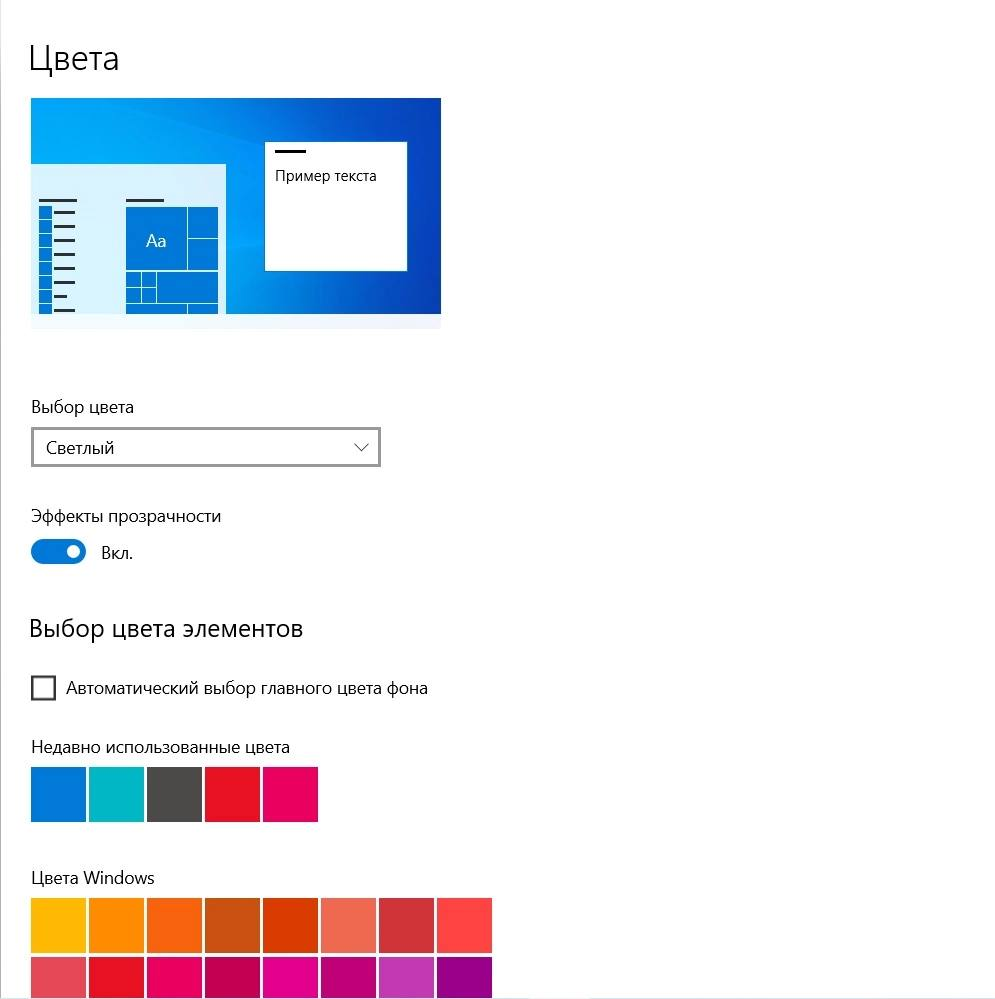 Цвета
Пример текста
Aa
Выбор цвета
Светлый
Эффекты прозрачности
Вкл.
Выбор цвета элементов
Автоматический выбор главного цвета фона
Недавно использованные цвета
Цвета Windows